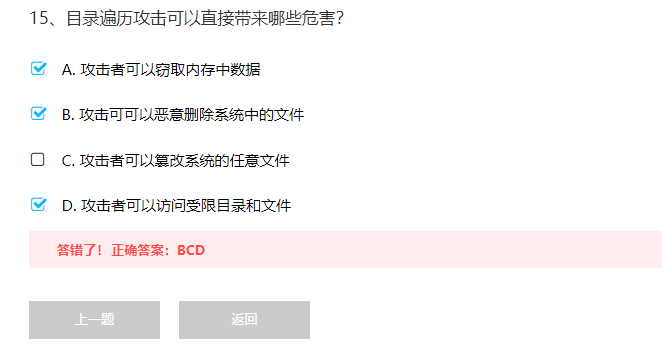 15、目录遍历攻击可以直接带来哪些危害？
A. 攻击者可以窃取内存中数据
B. 攻击可可以恶意删除系统中的文件
C. 攻击者可以篡改系统的任意文件
D. 攻击者可以访问受限目录和文件
答错了！正确答案：BCD
上一题 返回